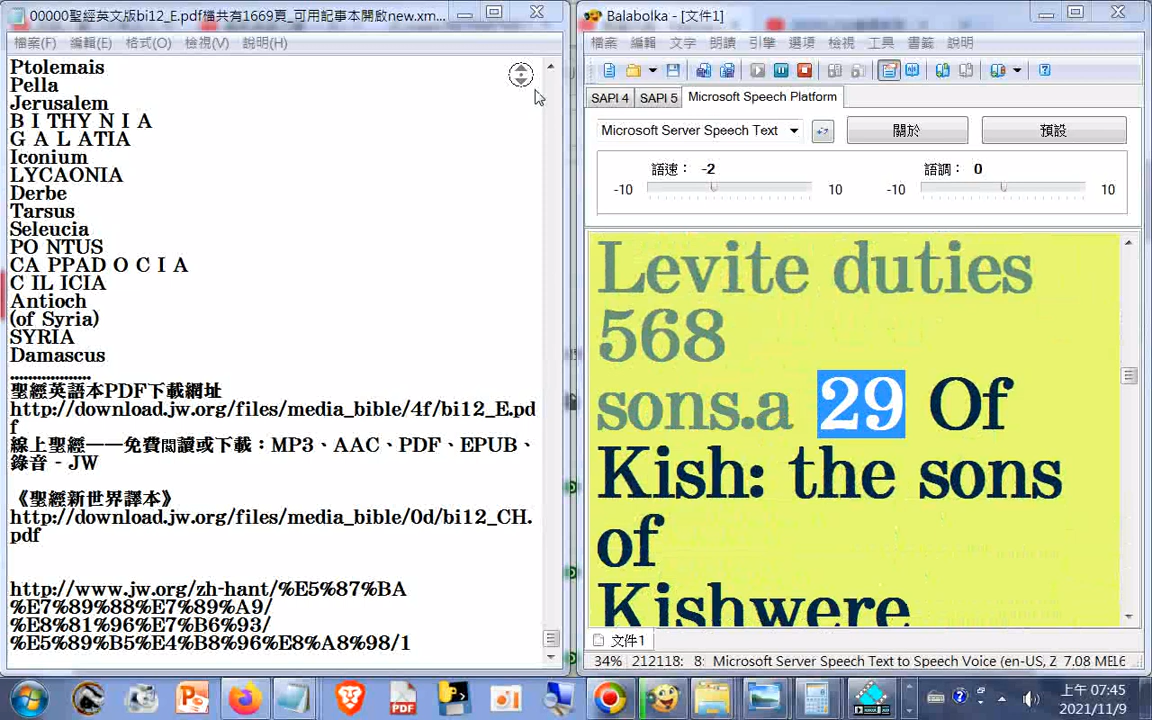 00000聖經英文版bi12_E.pdf檔共有1669頁_可用記事本開啟new.xm...
檔案(F) 編輯(E) 格式(O) 檢視(V) 說明(H)
Ptolemais
Pella
Jerusalem
B I THY N I A
G A L ATIA
Iconium
LYCAONIA
Derbe
Tarsus
Seleucia
PO NTUS
CA PPAD O C I A
C IL ICIA
Antioch
(of Syria)
SYRIA
Damascus
..................
聖經英語本PDF下載網址
http://download.jw.org/files/media_bible/4f/bi12_E.pd
f
線上聖經——免費閱讀或下載：MP3、AAC、PDF、EPUB、
錄音 - JW
《聖經新世界譯本》
http://download.jw.org/files/media_bible/0d/bi12_CH.
pdf
http://www.jw.org/zh-hant/%E5%87%BA
%E7%89%88%E7%89%A9/
%E8%81%96%E7%B6%93/
%E5%89%B5%E4%B8%96%E8%A8%98/1
Balabolka - [文件1]
檔案 編輯 文字 朗讀 引擎 選項 檢視 工具 書籤 說明
SAPI 4 SAPI 5 Microsoft Speech Platform
Microsoft Server Speech Text 關於 預設
語速： -2 語調： 0
-10 10 -10 10
Levite duties
568
sons.a 29 Of
Kish: the sons
of
Kishwere
文件1
34% 212118: 8: Microsoft Server Speech Text to Speech Voice (en-US, Z 7.08 МЕ́
上午 07:45
2021/11/9